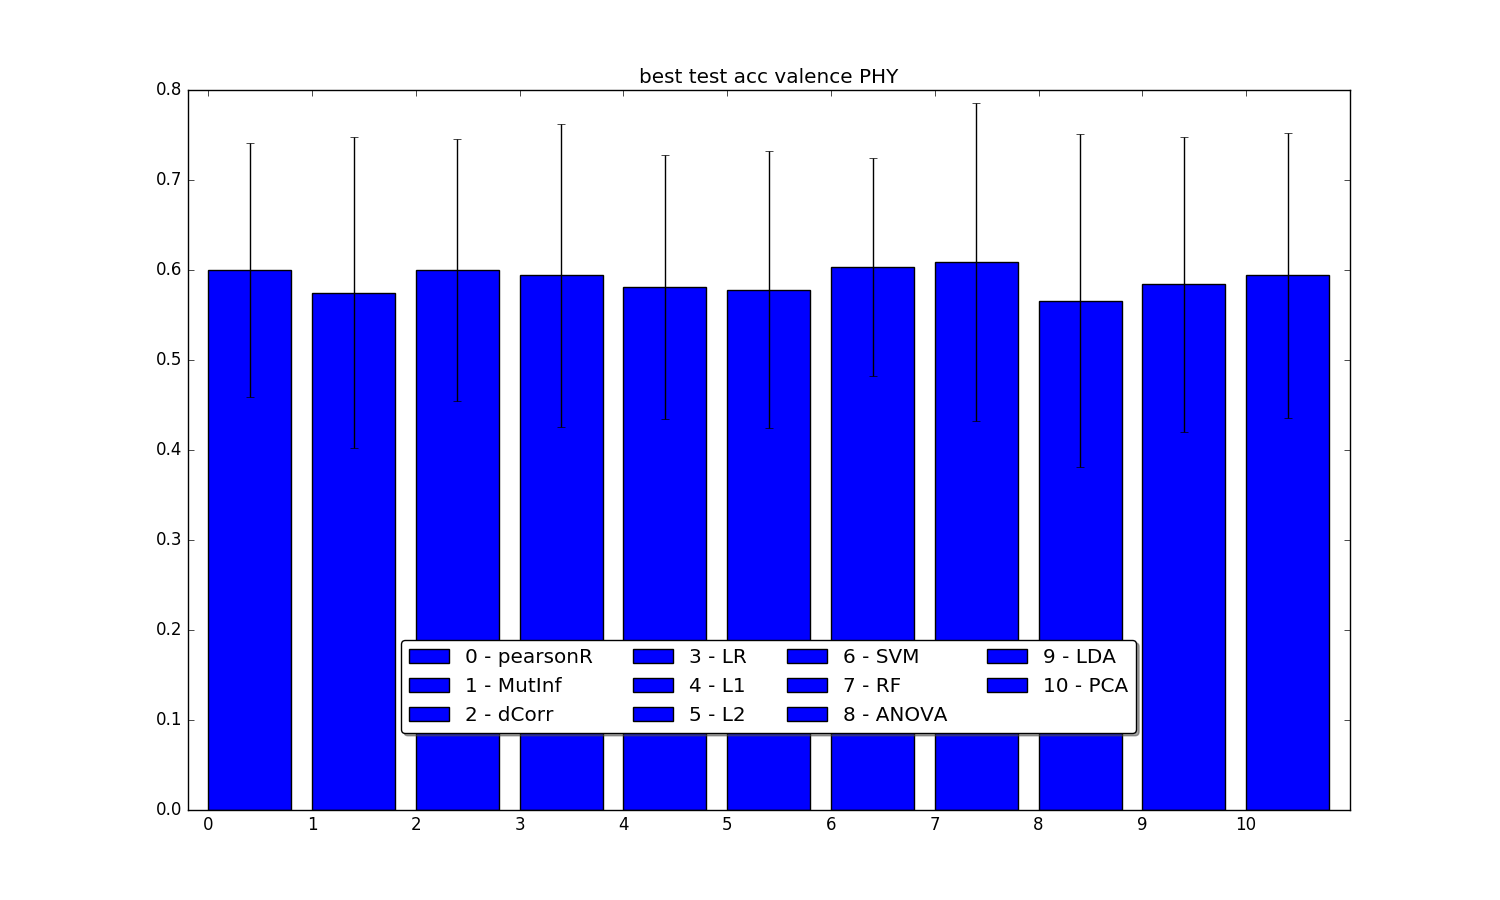 best test acc valence PHY
0.8
0.7
0.6
0.5
0.4
0.3
0.2
0.1
0.0
0 - pearsonR 3 - LR 6 - SVM 9 - LDA
1 - MutInf 4 - L1 7 - RF 10 - PCA
2 - dCorr 5 - L2 8 - ANOVA
0 1 2 3 4 5 6 7 8 9 10